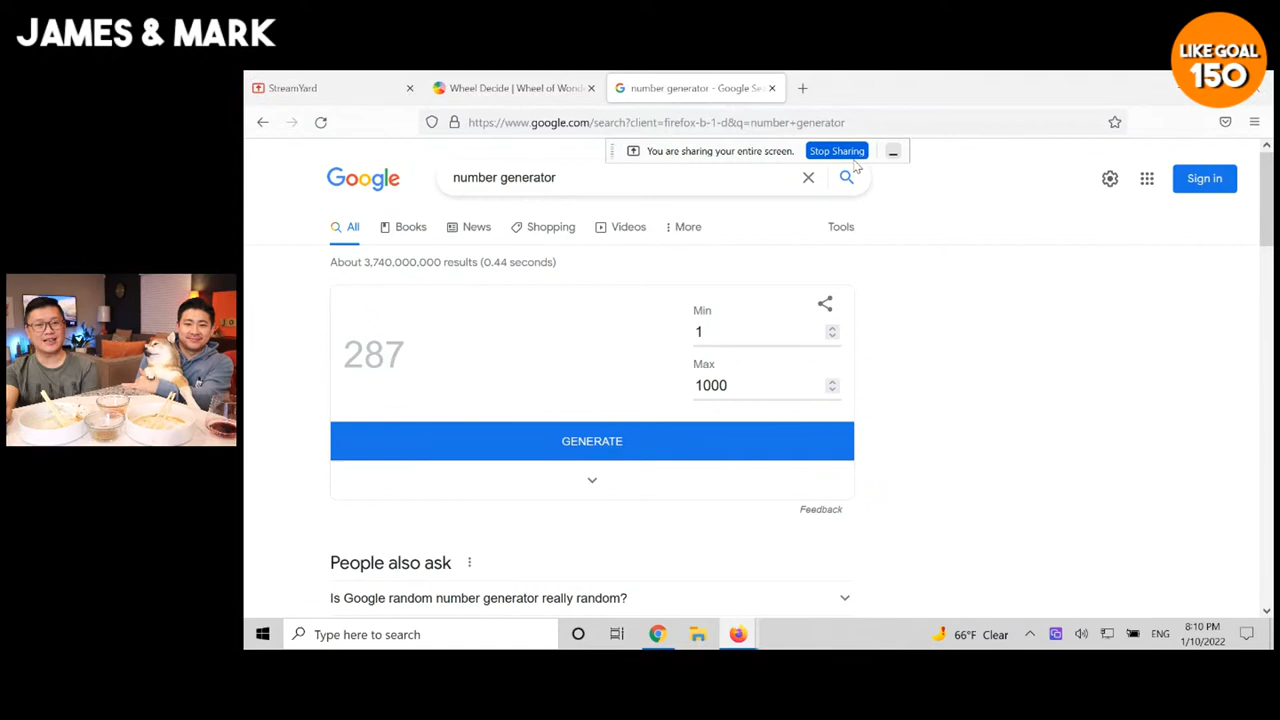 JAMES & MARK
LIKE GOAL
150
StreamYard
Wheel Decide | Wheel of Wond
number generator - Google Sea
https://www.google.com/search?client=firefox-b-1-d&q=number+generator
You are sharing your entire screen.
Stop Sharing
Google
number generator
Sign in
All
Books
News
Shopping
Videos
More
Tools
About 3,740,000,000 results (0.44 seconds)
Min
1
287
Max
1000
GENERATE
Feedback
People also ask
Is Google random number generator really random?
Type here to search
66°F Clear
ENG
8:10 PM
1/10/2022